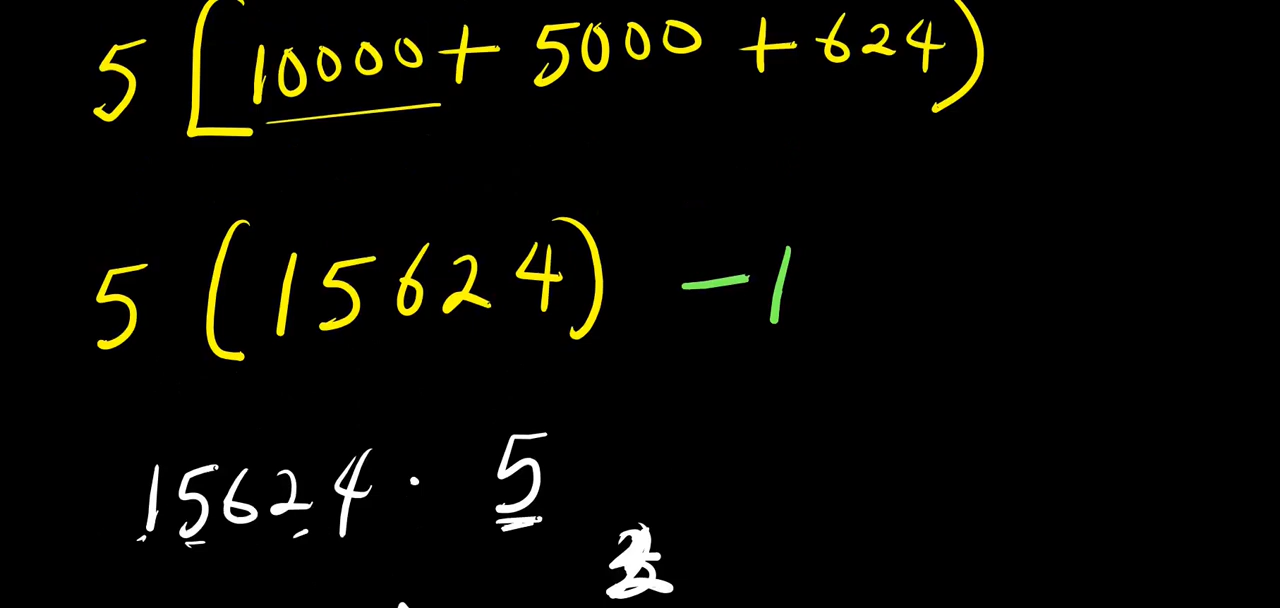 5 [10000 + 5000 + 624)
5 (15624) -1
15624 · 5